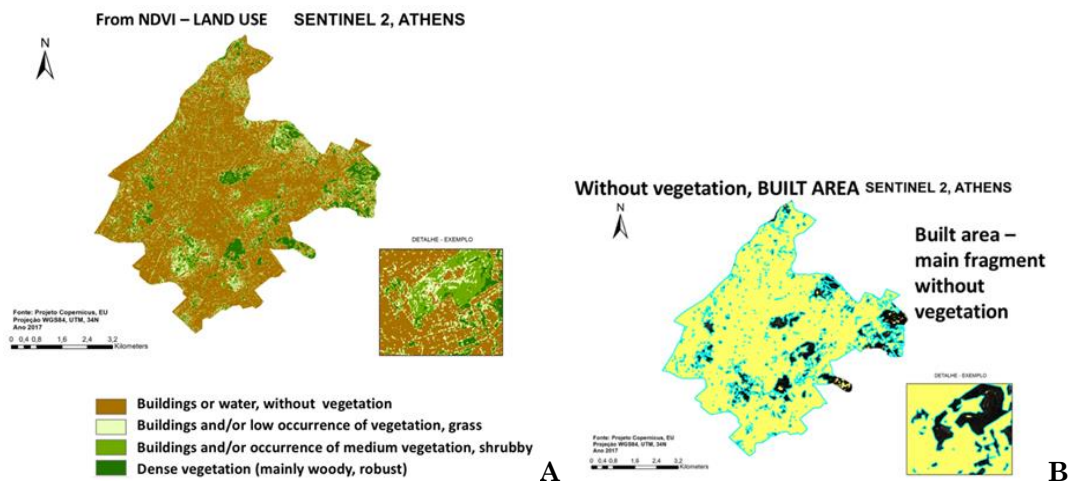 From NDVI – LAND USE SENTINEL 2, ATHENS
N
DETALHE - EXEMPLO
Fonte: Projeto Copernicus, EU
Projeção WGS84, UTM, 34N
Ano 2017
0 0,4 0,8 1,6 2,4 3,2
Kilometers
Buildings or water, without vegetation
Buildings and/or low occurrence of vegetation, grass
Buildings and/or occurrence of medium vegetation, shrubby
Dense vegetation (mainly woody, robust)
A
Without vegetation, BUILT AREA SENTINEL 2, ATHENS
N
Built area –
main fragment
without
vegetation
DETALHE - EXEMPLO
Fonte: Projeto Copernicus, EU
Projeção WGS84, UTM, 34N
Ano 2017
0 0,4 0,8 1,6 2,4 3,2
Kilometers
B